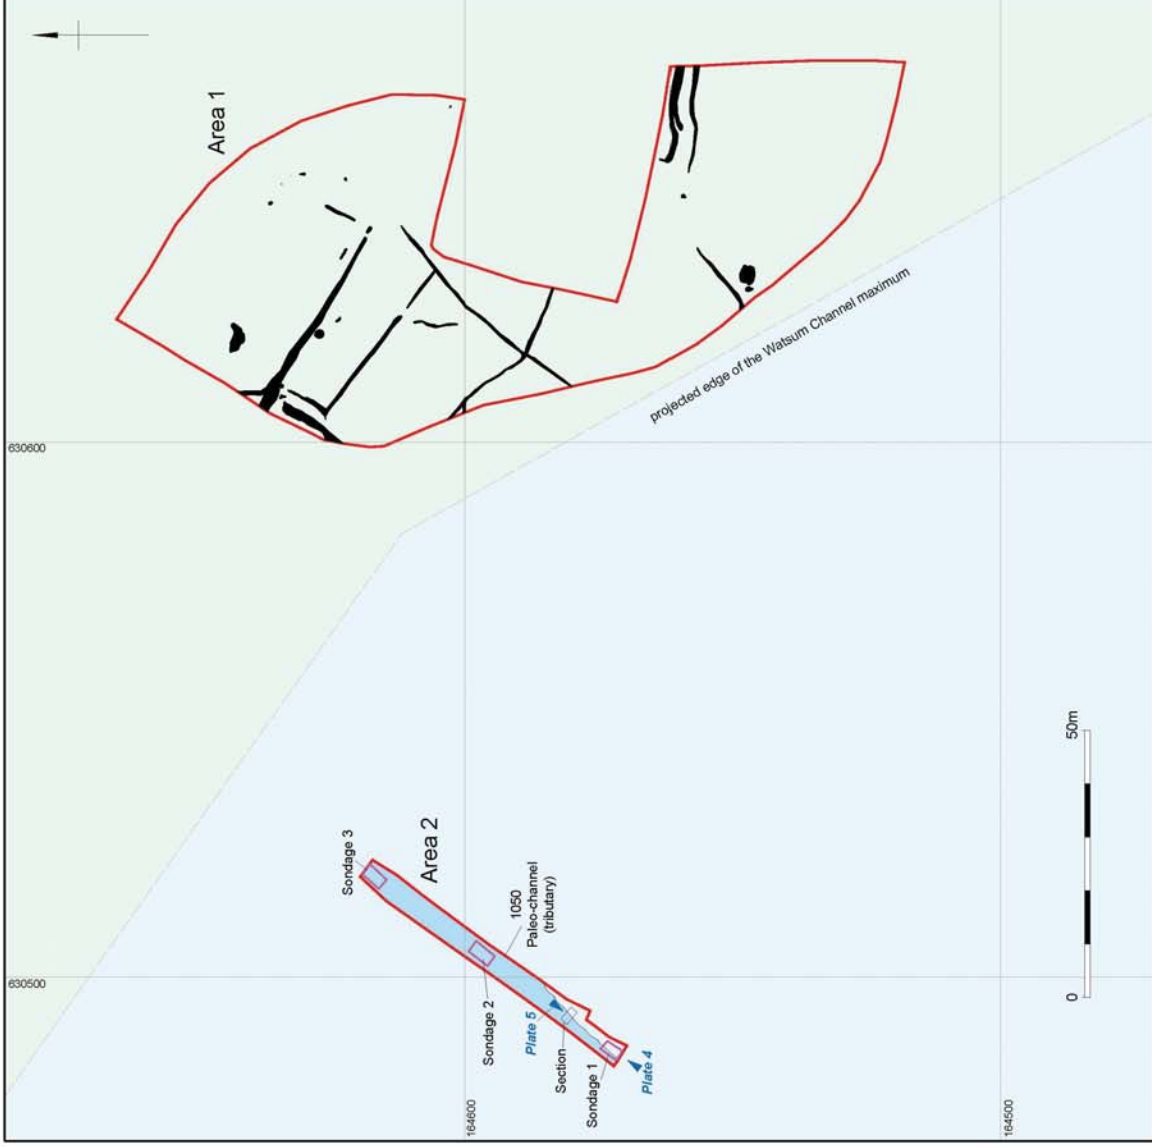 Area 1
projected edge of the Watsum Channel maximum
630600
50m
0
Area 2
Sondage 3
1050
Paleo-channel
(tributary)
Sondage 2
Plate 5
Section
Sondage 1
Plate 4
630500
164600
164500